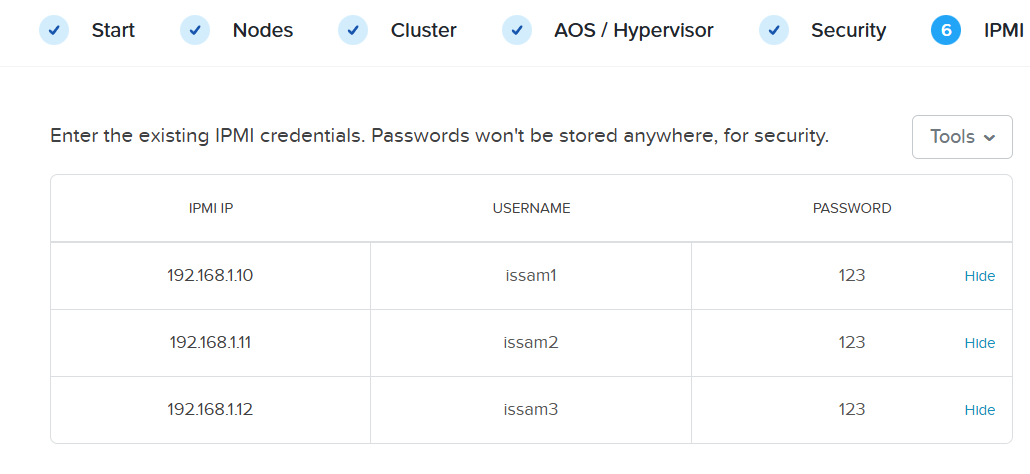 Start Nodes Cluster AOS / Hypervisor Security 6 IPMI
Enter the existing IPMI credentials. Passwords won't be stored anywhere, for security. Tools
IPMI IP USERNAME PASSWORD
192.168.1.10 issam1 123 Hide
192.168.1.11 issam2 123 Hide
192.168.1.12 issam3 123 Hide